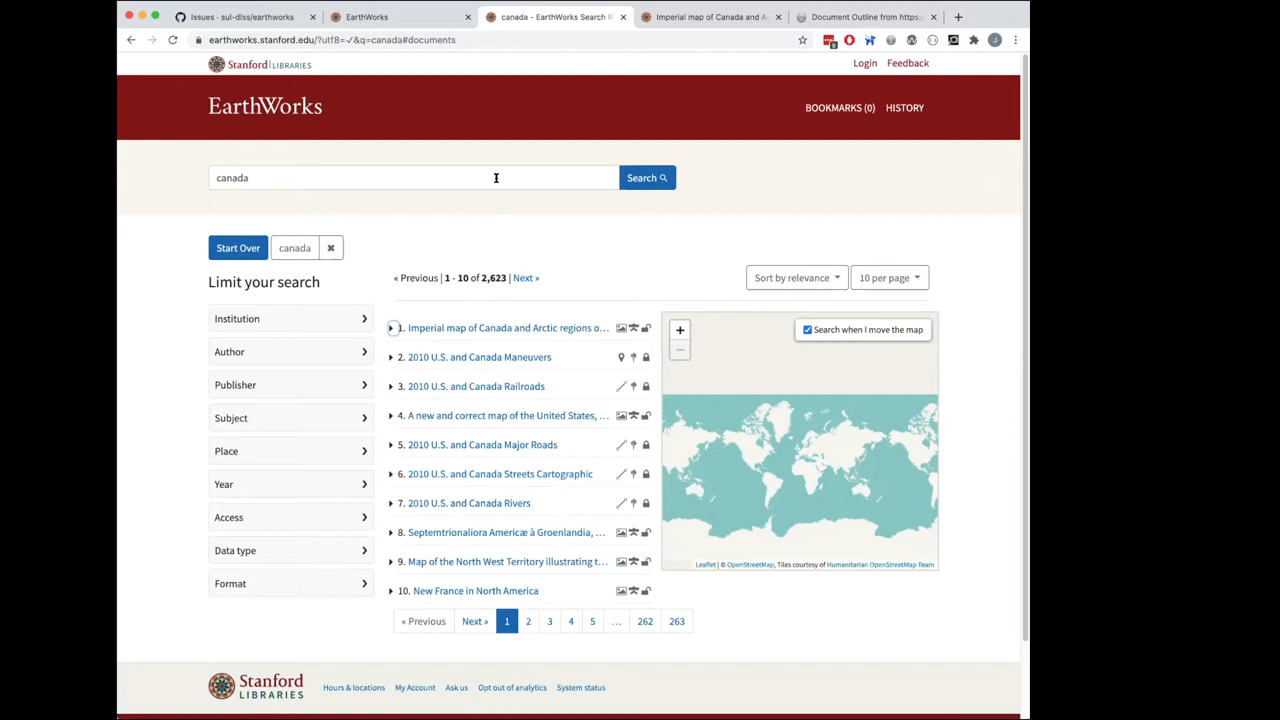 Issues · sul-dlss/earthworks
EarthWorks
canada - EarthWorks Search R
Imperial map of Canada and A
Document Outline from https:/
earthworks.stanford.edu/?utf8=✓&q=canada#documents
Stanford | LIBRARIES
Login
Feedback
EarthWorks
BOOKMARKS (0)
HISTORY
canada
Search
Start Over
canada ✖
Limit your search
« Previous | 1 - 10 of 2,623 | Next »
Sort by relevance
10 per page
Institution
Author
Publisher
Subject
Place
Year
Access
Data type
Format
1. Imperial map of Canada and Arctic regions o...
2. 2010 U.S. and Canada Maneuvers
3. 2010 U.S. and Canada Railroads
4. A new and correct map of the United States, ...
5. 2010 U.S. and Canada Major Roads
6. 2010 U.S. and Canada Streets Cartographic
7. 2010 U.S. and Canada Rivers
8. Septemtrionaliora Americæ à Groenlandia, ...
9. Map of the North West Territory illustrating t...
10. New France in North America
+
−
Search when I move the map
Leaflet | © OpenStreetMap, Tiles courtesy of Humanitarian OpenStreetMap Team
« Previous
Next »
1
2
3
4
5
...
262
263
Stanford
LIBRARIES
Hours & locations
My Account
Ask us
Opt out of analytics
System status